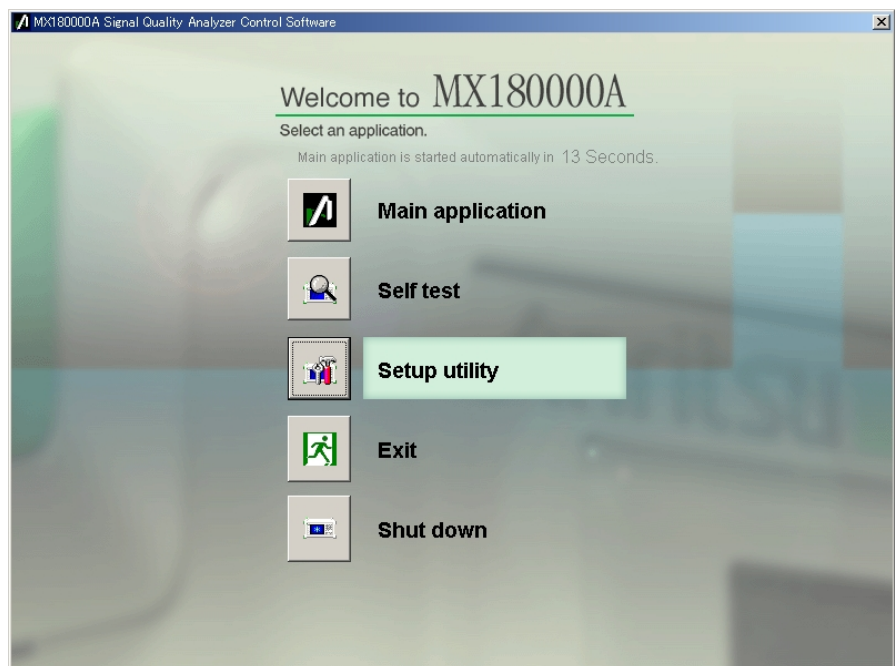 MX180000A Signal Quality Analyzer Control Software
Welcome to MX180000A
Select an application.
Main application is started automatically in 13 Seconds.
Main application
Self test
Setup utility
Exit
Shut down